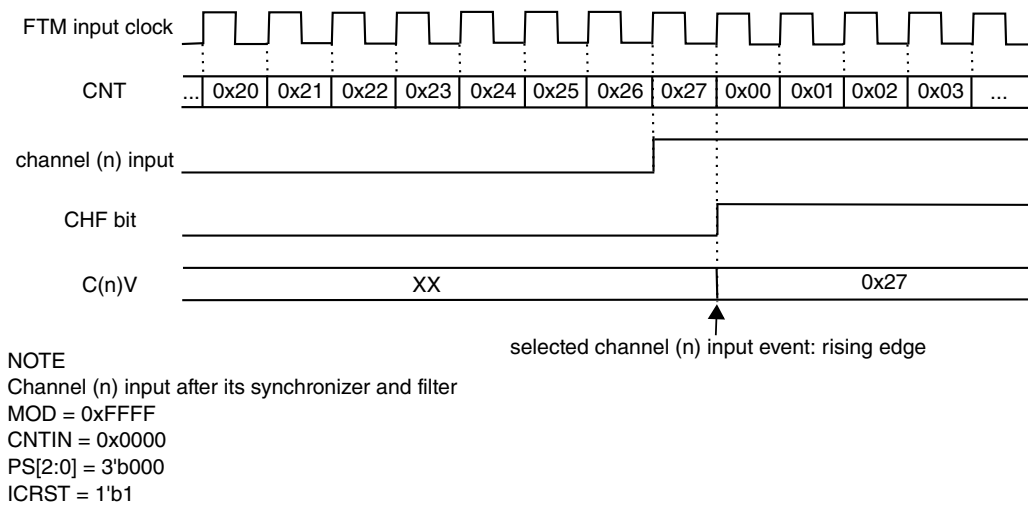 FTM input clock
CNT ... 0x20 0x21 0x22 0x23 0x24 0x25 0x26 0x27 0x00 0x01 0x02 0x03 ...
channel (n) input
CHF bit
C(n)V XX 0x27
selected channel (n) input event: rising edge
NOTE
Channel (n) input after its synchronizer and filter
MOD = 0xFFFF
CNTIN = 0x0000
PS[2:0] = 3'b000
ICRST = 1'b1